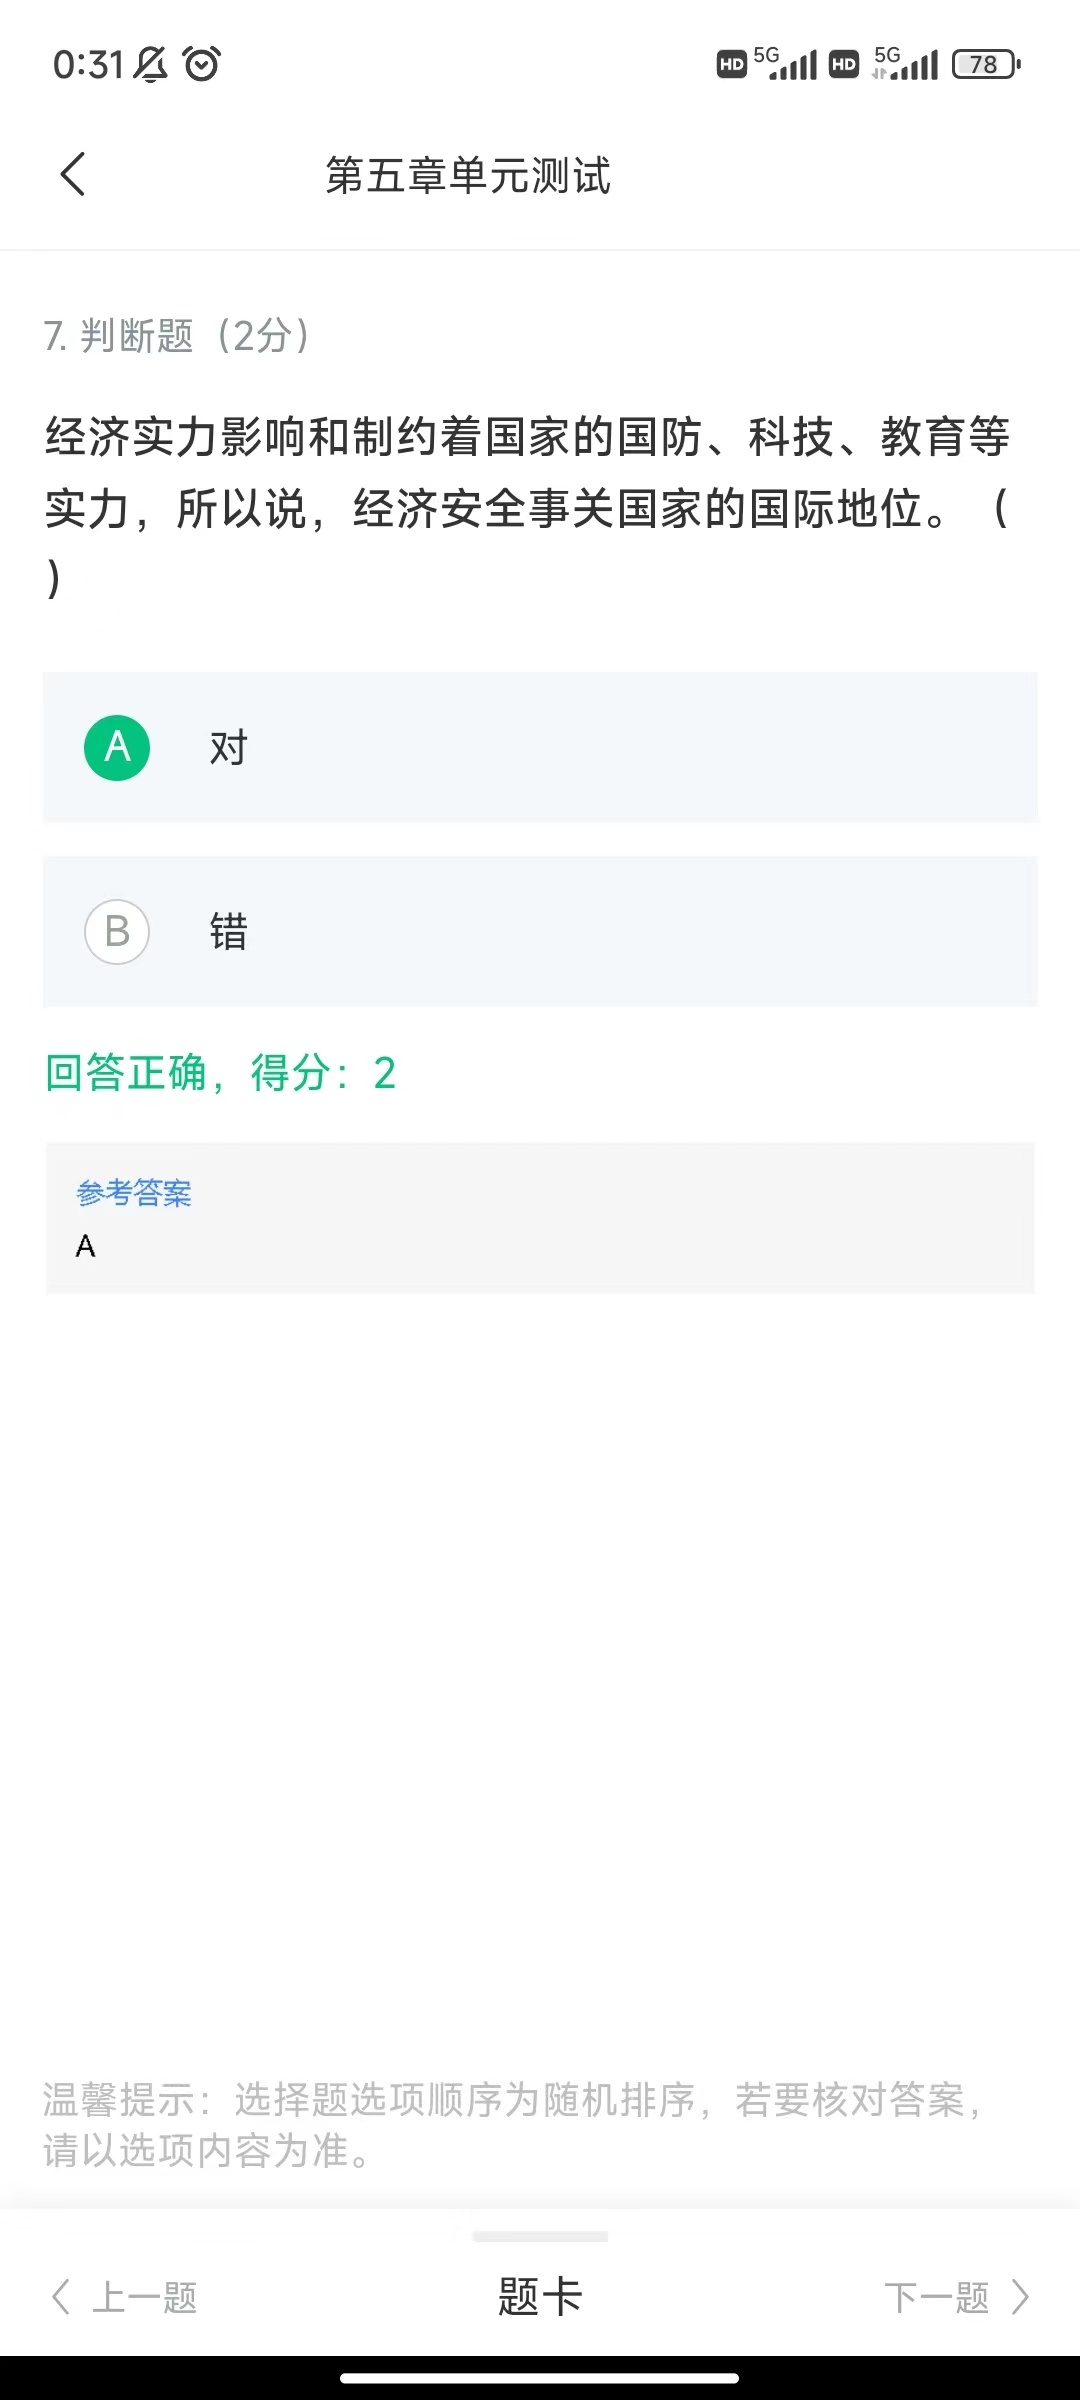 0:31
HD 5G HD 5G 78
第五章单元测试
7. 判断题（2分）
经济实力影响和制约着国家的国防、科技、教育等
实力，所以说，经济安全事关国家的国际地位。（
）
A 对
B 错
回答正确，得分：2
参考答案
A
温馨提示：选择题选项顺序为随机排序，若要核对答案，
请以选项内容为准。
上一题 题卡 下一题